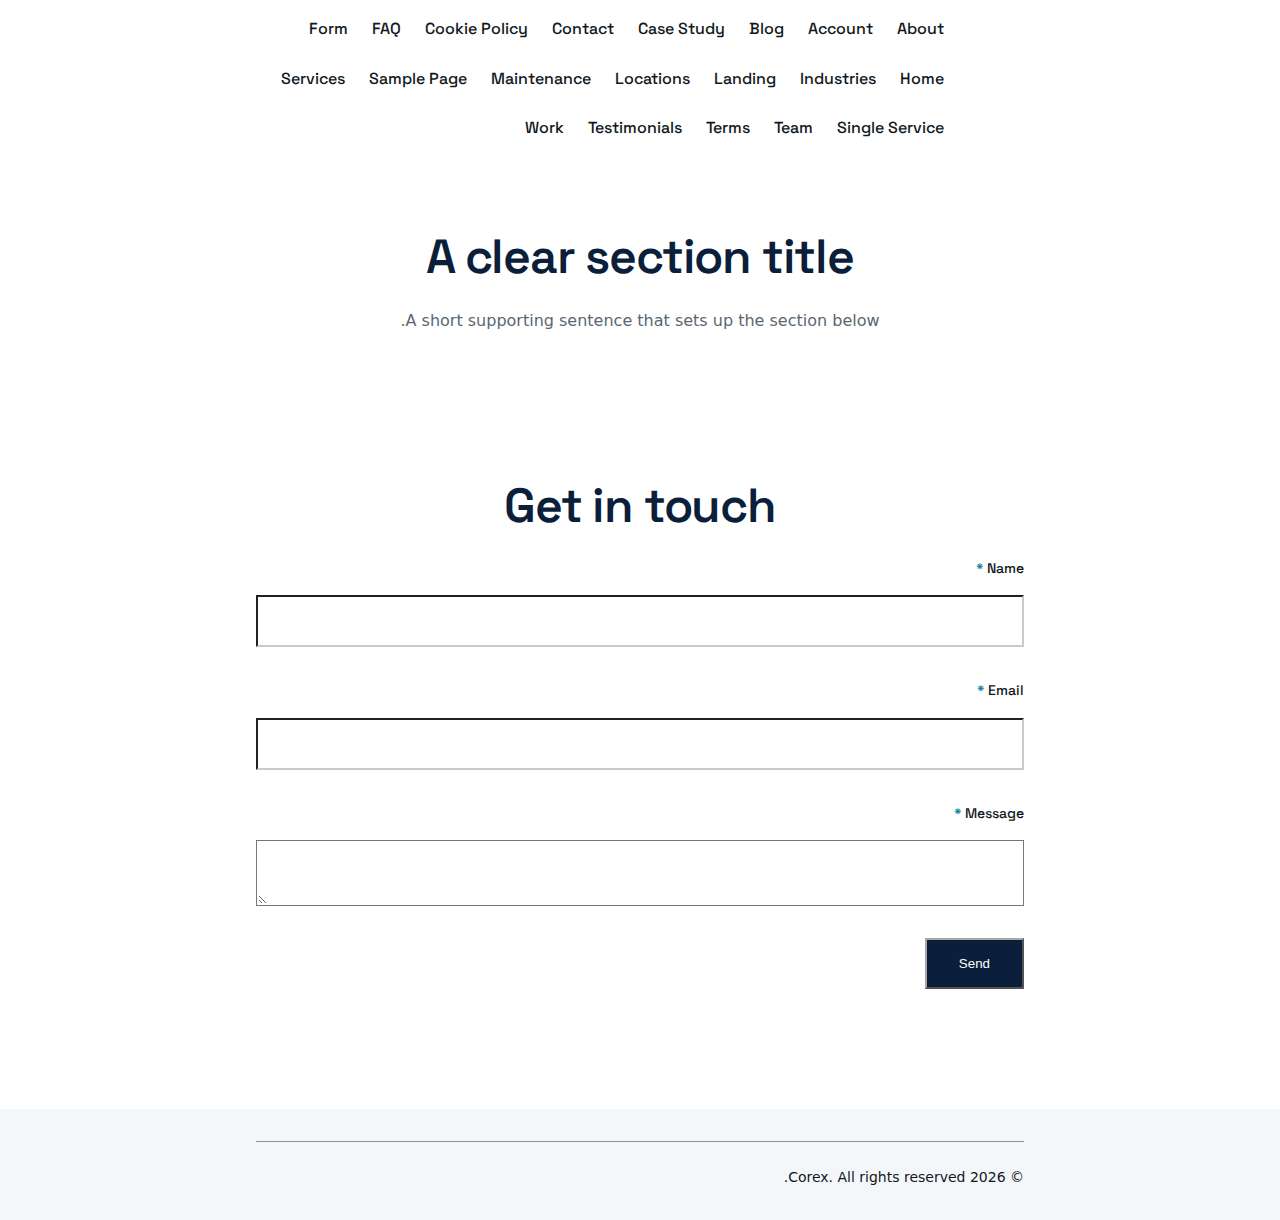 Form FAQ Cookie Policy Contact Case Study Blog Account About
Services Sample Page Maintenance Locations Landing Industries Home
Work Testimonials Terms Team Single Service
A clear section title
.A short supporting sentence that sets up the section below
Get in touch
* Name
* Email
* Message
Send
.Corex. All rights reserved 2026 ©